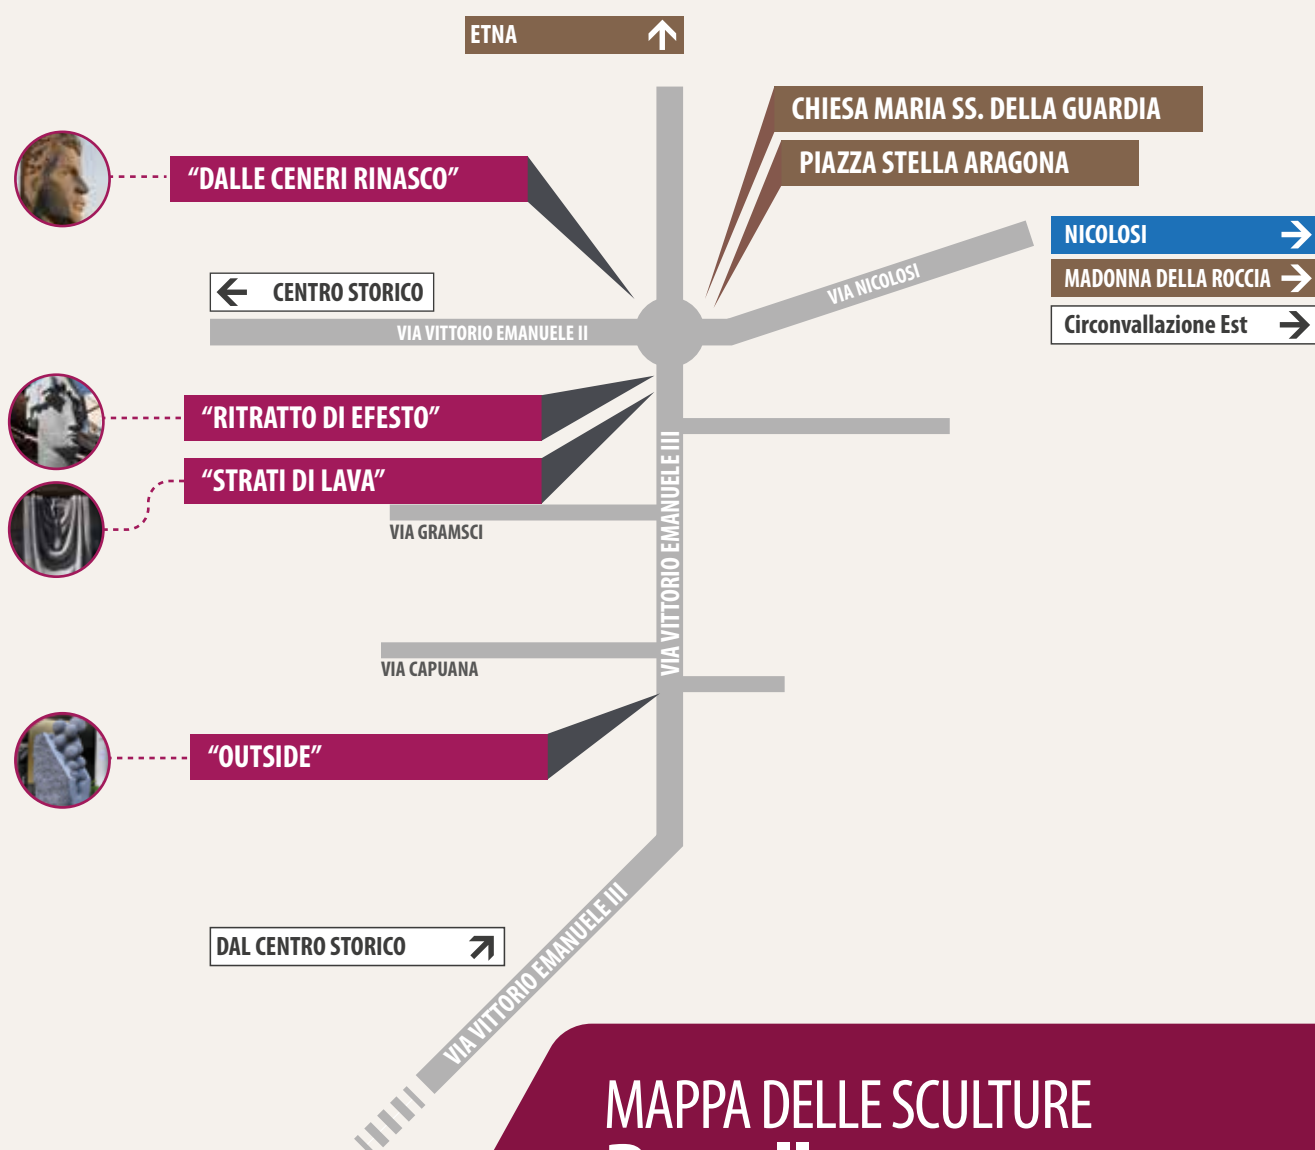 ETNA
CHIESA MARIA SS. DELLA GUARDIA
PIAZZA STELLA ARAGONA
“DALLE CENERI RINASCO”
NICOLOSI
MADONNA DELLA ROCCIA
Circonvallazione Est
VIA NICOLOSI
CENTRO STORICO
VIA VITTORIO EMANUELE II
“RITRATTO DI EFESTO”
“STRATI DI LAVA”
VIA GRAMSCI
VIA VITTORIO EMANUELE III
VIA CAPUANA
“OUTSIDE”
DAL CENTRO STORICO
VIA VITTORIO EMANUELE III
MAPPA DELLE SCULTURE